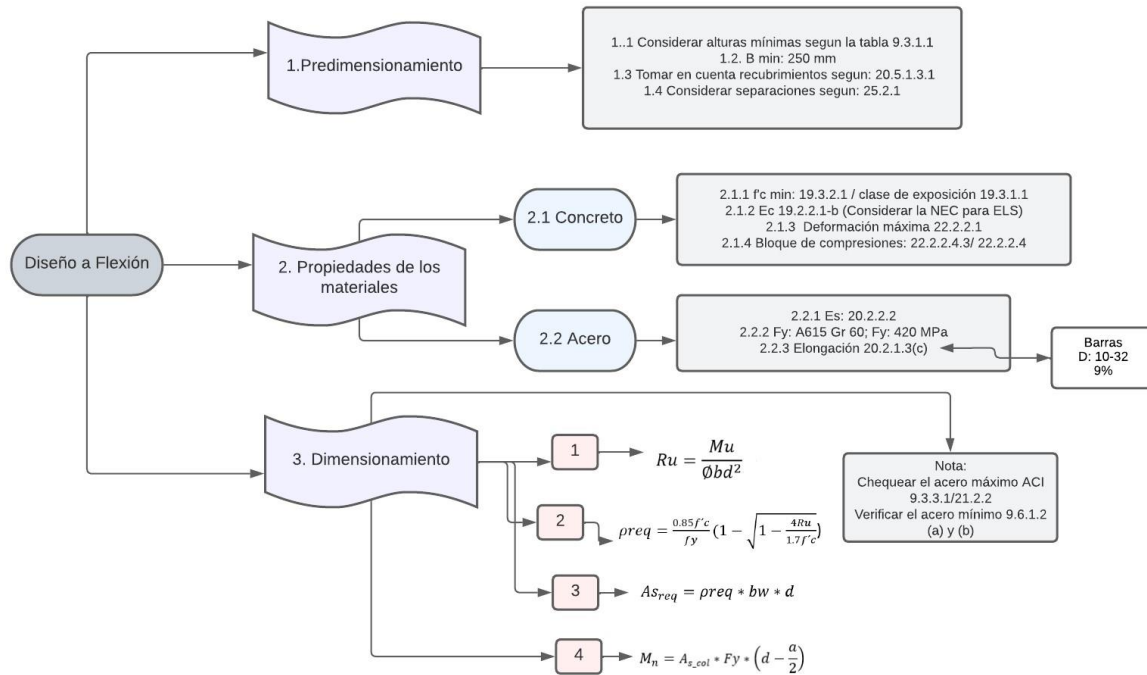 Diseño a Flexión
1.Predimensionamiento
1..1 Considerar alturas mínimas segun la tabla 9.3.1.1
1.2. B min: 250 mm
1.3 Tomar en cuenta recubrimientos segun: 20.5.1.3.1
1.4 Considerar separaciones segun: 25.2.1
2. Propiedades de los
materiales
2.1 Concreto
2.1.1 f'c min: 19.3.2.1 / clase de exposición 19.3.1.1
2.1.2 Ec 19.2.2.1-b (Considerar la NEC para ELS)
2.1.3 Deformación máxima 22.2.2.1
2.1.4 Bloque de compresiones: 22.2.2.4.3/ 22.2.2.4
2.2 Acero
2.2.1 Es: 20.2.2.2
2.2.2 Fy: A615 Gr 60; Fy: 420 MPa
2.2.3 Elongación 20.2.1.3(c)
Barras
D: 10-32
9%
3. Dimensionamiento
1
Ru = Mu / Øbd²
2
ρreq = 0.85f´c / fy (1 − √(1 − 4Ru / 1.7f´c))
3
As_req = ρreq ∗ bw ∗ d
4
M_n = A_s_col ∗ Fy ∗ (d − a/2)
Nota:
Chequear el acero máximo ACI
9.3.3.1/21.2.2
Verificar el acero mínimo 9.6.1.2
(a) y (b)